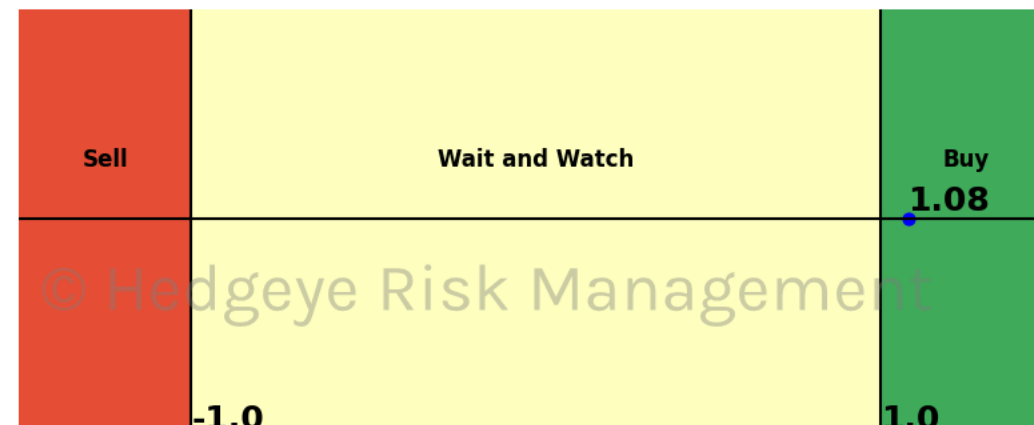 Sell
Wait and Watch
Buy
1.08
© Hedgeye Risk Management
-1.0
1.0